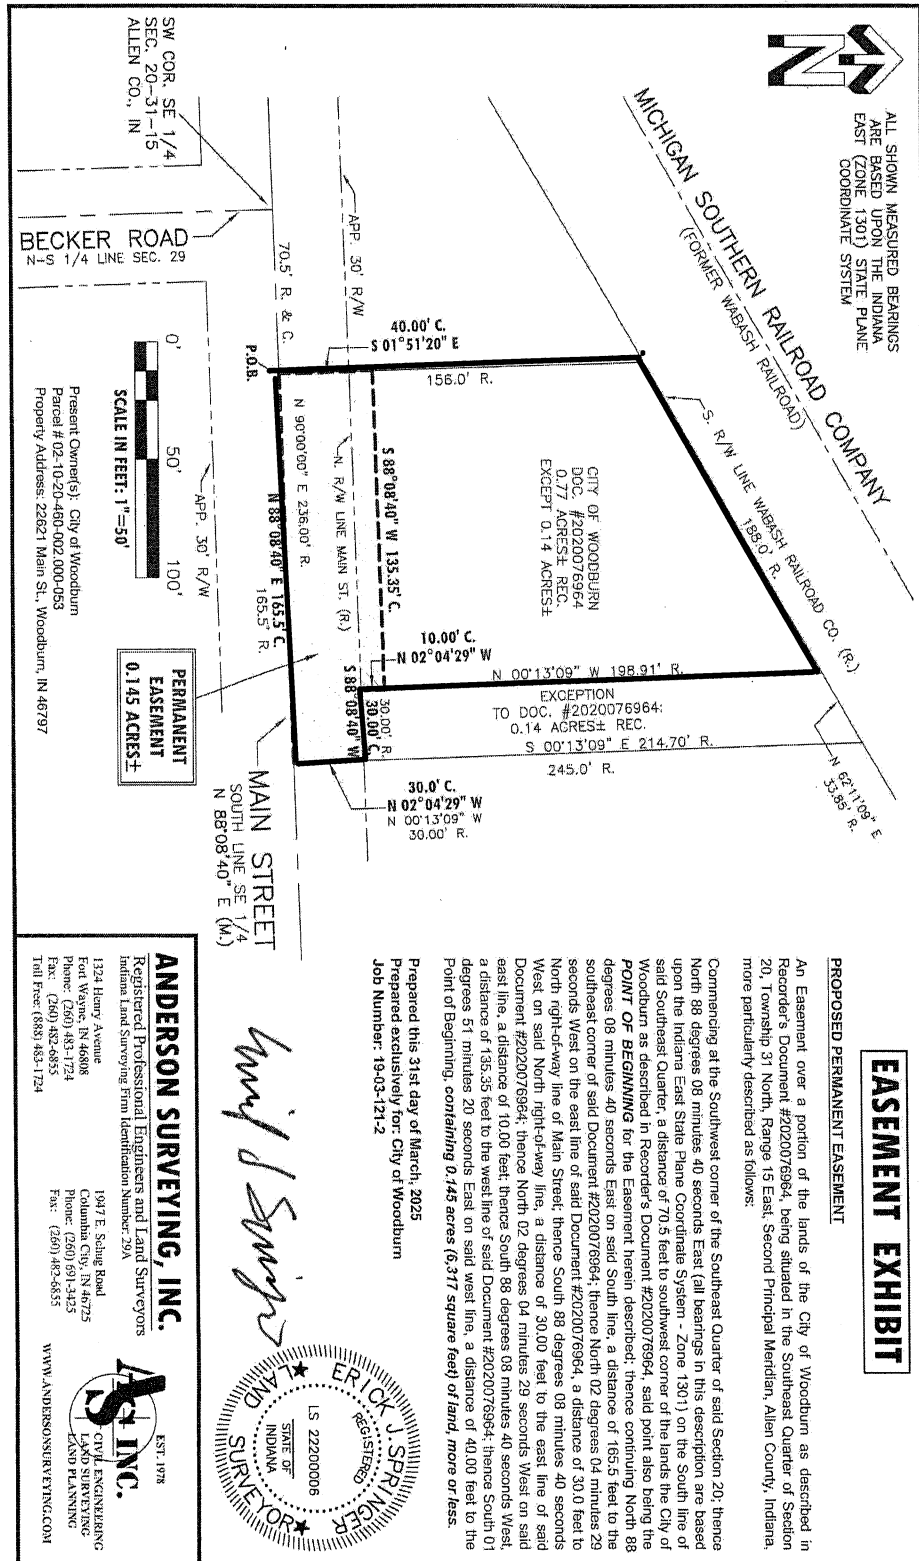 EASEMENT EXHIBIT
ALL SHOWN MEASURED BEARINGS
ARE BASED UPON THE INDIANA
EAST (ZONE 1301) STATE PLANE
COORDINATE SYSTEM
N
MICHIGAN SOUTHERN RAILROAD COMPANY
(FORMER WABASH RAILROAD)
S. R/W LINE WABASH RAILROAD CO. (R.)
188.0' R.
N 62°11'09" E
33.85' R.
40.00' C.
S 01°51'20" E
156.0' R.
CITY OF WOODBURN
DOC. #2020076964
0.77 ACRES± REC.
EXCEPT 0.14 ACRES±
N 00°13'09" W 198.91' R.
EXCEPTION
TO DOC. #2020076964:
0.14 ACRES± REC.
S 00°13'09" E 214.70' R.
245.0' R.
10.00' C.
N 02°04'29" W
S 88°08'40" W 135.35' C.
30.00' R.
30.00' C.
S 88°08'40" W
30.0' C.
N 02°04'29" W
N 00°13'09" W
30.00' R.
APP. 30' R/W
N. R/W LINE MAIN ST. (R.)
70.5' R. & C.
P.O.B.
N 90°00'00" E 236.00' R.
N 88°08'40" E 165.5' C.
165.5' R.
SW COR. SE 1/4
SEC. 20-31-15
ALLEN CO., IN
BECKER ROAD
N-S 1/4 LINE SEC. 29
APP. 30' R/W
MAIN STREET
SOUTH LINE SE 1/4
N 88°08'40" E (M.)
PERMANENT
EASEMENT
0.145 ACRES±
0' 50' 100'
SCALE IN FEET: 1"=50'
Present Owner(s): City of Woodburn
Parcel # 02-10-20-460-002.000-053
Property Address: 22621 Main St., Woodburn, IN 46797
PROPOSED PERMANENT EASEMENT
An Easement over a portion of the lands of the City of Woodburn as described in
Recorder's Document #2020076964, being situated in the Southeast Quarter of Section
20, Township 31 North, Range 15 East, Second Principal Meridian, Allen County, Indiana,
more particularly described as follows:
Commencing at the Southwest corner of the Southeast Quarter of said Section 20; thence
North 88 degrees 08 minutes 40 seconds East (all bearings in this description are based
upon the Indiana East State Plane Coordinate System - Zone 1301) on the South line of
said Southeast Quarter, a distance of 70.5 feet to southwest corner of the lands the City of
Woodburn as described in Recorder's Document #2020076964, said point also being the
POINT OF BEGINNING for the Easement herein described; thence continuing North 88
degrees 08 minutes 40 seconds East on said South line, a distance of 165.5 feet to the
southeast corner of said Document #2020076964; thence North 02 degrees 04 minutes 29
seconds West on the east line of said Document #2020076964, a distance of 30.0 feet to
North right-of-way line of Main Street; thence South 88 degrees 08 minutes 40 seconds
West on said North right-of-way line, a distance of 30.00 feet to the east line of said
Document #2020076964; thence North 02 degrees 04 minutes 29 seconds West on said
east line, a distance of 10.00 feet; thence South 88 degrees 08 minutes 40 seconds West,
a distance of 135.35 feet to the west line of said Document #2020076964; thence South 01
degrees 51 minutes 20 seconds East on said west line, a distance of 40.00 feet to the
Point of Beginning, containing 0.145 acres (6,317 square feet) of land, more or less.
Prepared this 31st day of March, 2025
Prepared exclusively for: City of Woodburn
Job Number: 19-03-121-2
ERICK J. SPRINGER
REGISTERED
LS 22200006
STATE OF
INDIANA
LAND SURVEYOR
ANDERSON SURVEYING, INC.
Registered Professional Engineers and Land Surveyors
Indiana Land Surveying Firm Identification Number: 29A
1324 Henry Avenue
Fort Wayne, IN 46808
Phone: (260) 483-1724
Fax: (260) 482-6855
Toll Free: (888) 483-1724
1947 E. Schug Road
Columbia City, IN 46725
Phone: (260) 691-3425
Fax: (260) 482-6855
EST. 1978
AS INC.
CIVIL ENGINEERING
LAND SURVEYING
LAND PLANNING
WWW.ANDERSONSURVEYING.COM